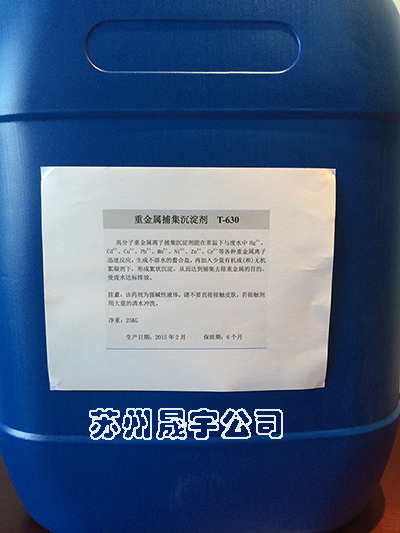 重金属捕集沉淀剂 T-630
高分子重金属离子捕集沉淀剂能在常温下与废水中 Hg²⁺、
Cd²⁺、Cu²⁺、Pb²⁺、Mn²⁺、Ni²⁺、Zn²⁺、Cr³⁺等各种重金属离子
迅速反应，生成不溶水的螯合盐，再加入少量有机或(和)无机
絮凝剂下，形成絮状沉淀，从而达到捕集去除重金属的目的。
使废水达标排放。
注意：该药剂为强碱性液体，请不要直接接触皮肤，若接触到
用大量的清水冲洗。
净重：25KG
生产日期：2015 年 2 月 保质期：6 个月
苏州晟宇公司